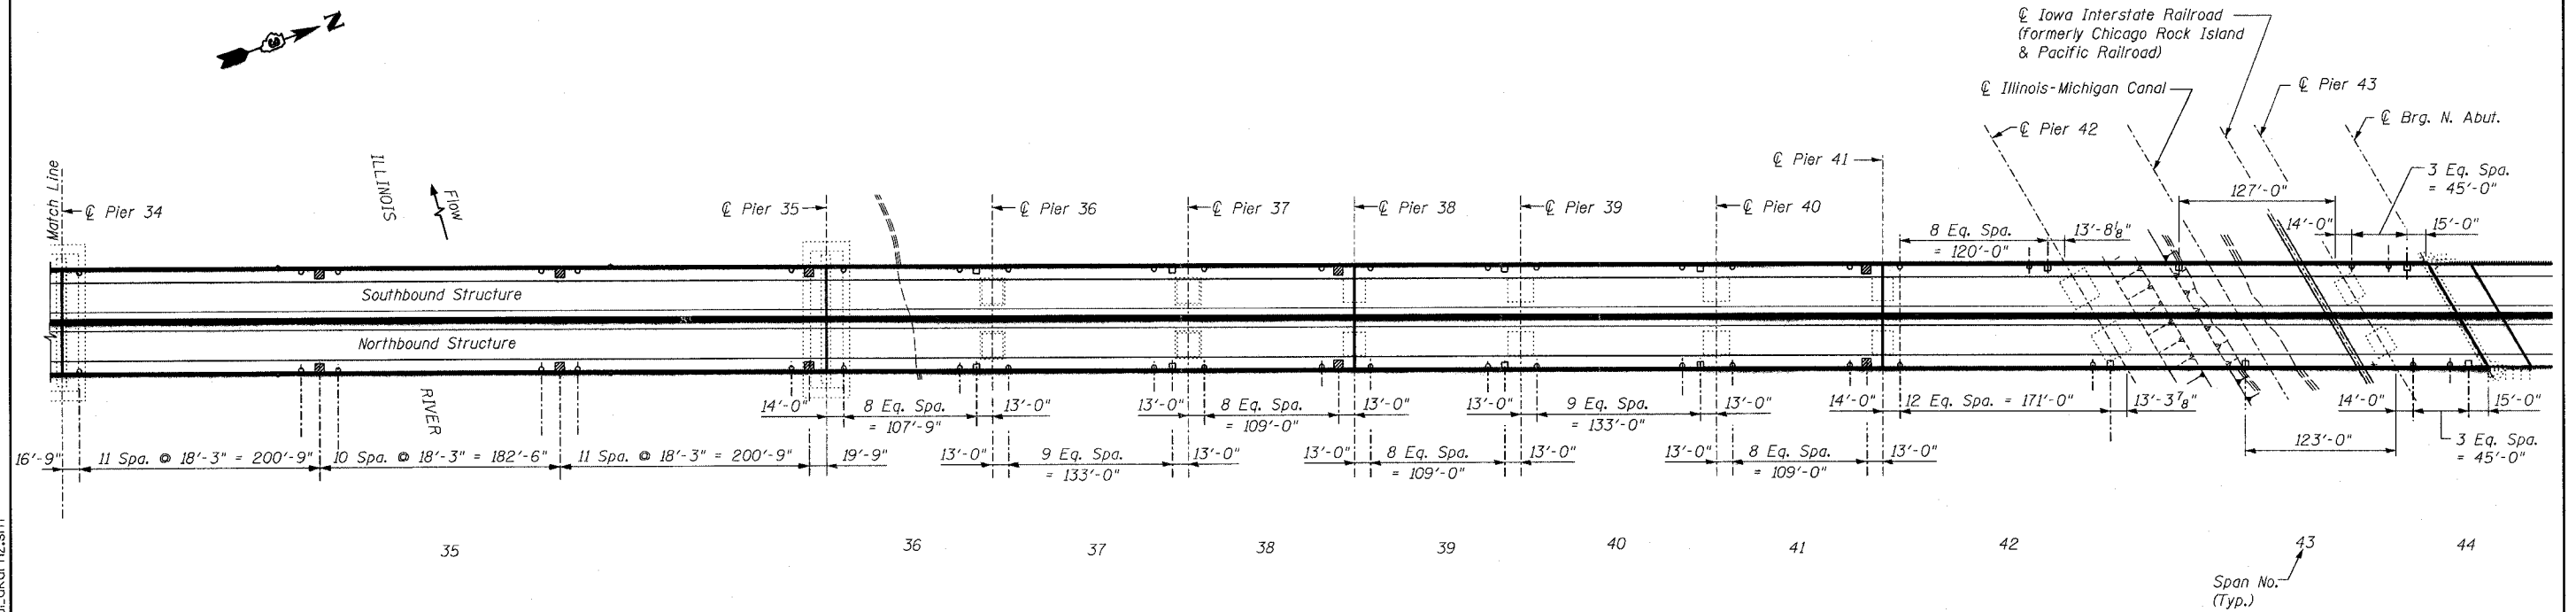 N
℄ Iowa Interstate Railroad
(formerly Chicago Rock Island
& Pacific Railroad)
℄ Illinois-Michigan Canal
℄ Pier 43
℄ Brg. N. Abut.
℄ Pier 42
℄ Pier 41
3 Eq. Spa.
= 45'-0"
127'-0"
Match Line
℄ Pier 34
ILLINOIS
Flow
℄ Pier 35
℄ Pier 36
℄ Pier 37
℄ Pier 38
℄ Pier 39
℄ Pier 40
8 Eq. Spa.
= 120'-0"
13'-8⅛"
14'-0"
15'-0"
Southbound Structure
Northbound Structure
RIVER
14'-0"
8 Eq. Spa.
= 107'-9"
13'-0"
13'-0"
8 Eq. Spa.
= 109'-0"
13'-0"
13'-0"
9 Eq. Spa.
= 133'-0"
13'-0"
14'-0"
12 Eq. Spa. = 171'-0"
13'-3⅞"
14'-0"
15'-0"
16'-9"
11 Spa. @ 18'-3" = 200'-9"
10 Spa. @ 18'-3" = 182'-6"
11 Spa. @ 18'-3" = 200'-9"
19'-9"
13'-0"
9 Eq. Spa.
= 133'-0"
13'-0"
13'-0"
8 Eq. Spa.
= 109'-0"
13'-0"
13'-0"
8 Eq. Spa.
= 109'-0"
13'-0"
123'-0"
3 Eq. Spa.
= 45'-0"
35
36
37
38
39
40
41
42
43
44
Span No.
(Typ.)